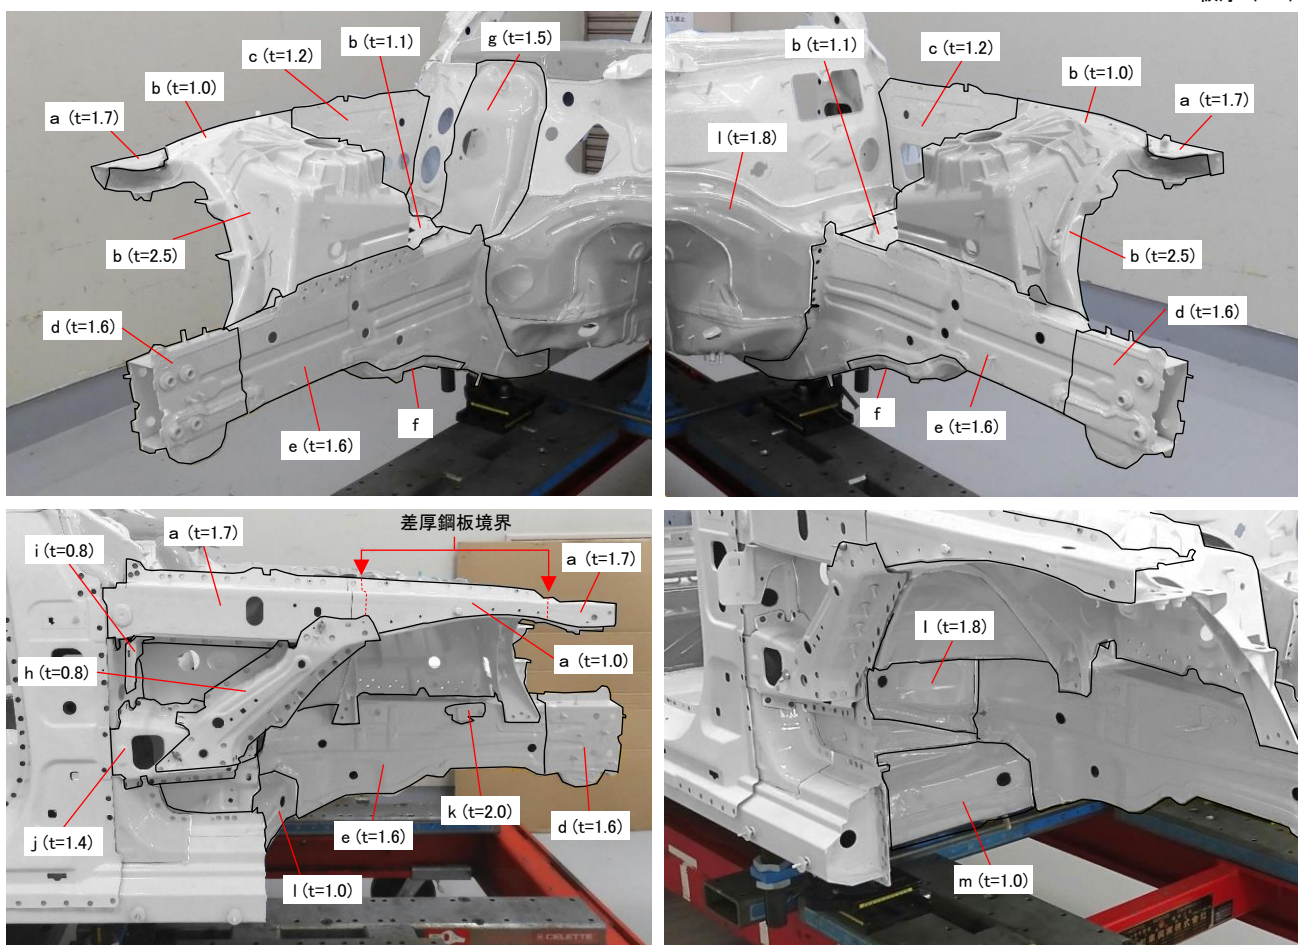 g (t=1.5)
b (t=1.1)
c (t=1.2)
b (t=1.0)
a (t=1.7)
b (t=2.5)
d (t=1.6)
e (t=1.6)
f
b (t=1.1)
c (t=1.2)
b (t=1.0)
a (t=1.7)
l (t=1.8)
b (t=2.5)
d (t=1.6)
f
e (t=1.6)
差厚鋼板境界
a (t=1.7)
i (t=0.8)
a (t=1.7)
h (t=0.8)
a (t=1.0)
j (t=1.4)
k (t=2.0)
e (t=1.6)
d (t=1.6)
l (t=1.0)
CELETTE
l (t=1.8)
m (t=1.0)
T